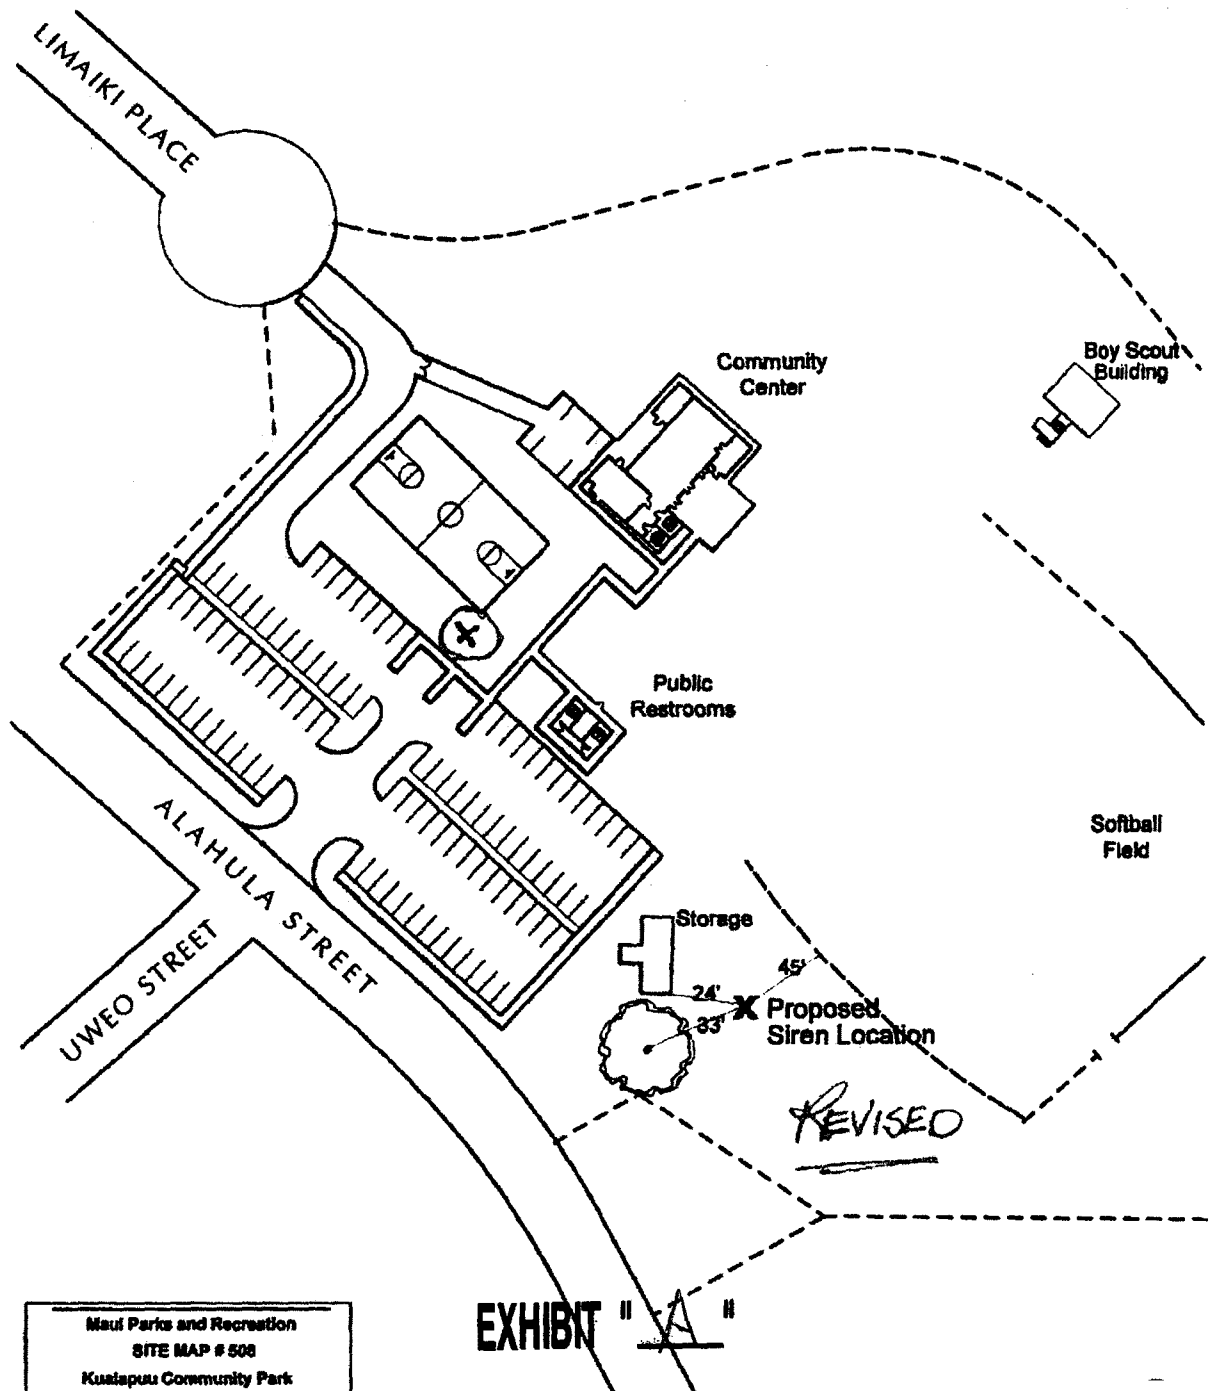 LIMAIKI PLACE
Community
Center
Boy Scout
Building
Public
Restrooms
Softball
Field
ALAHULA STREET
UWEO STREET
Storage
45'
24'
33'
X Proposed
Siren Location
REVISED
EXHIBIT "A"
Maui Parks and Recreation
SITE MAP # 508
Kualapuu Community Park